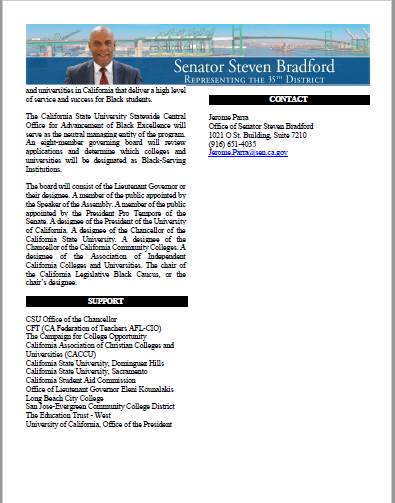 Senator Steven Bradford
Representing the 35th District
and universities in California that deliver a high level
of service and success for Black students.
The California State University Statewide Central
Office for Advancement of Black Excellence will
serve as the neutral managing entity of the program.
An eight-member governing board will review
applications and determine which colleges and
universities will be designated as Black-Serving
Institutions.
The board will consist of the Lieutenant Governor or
their designee. A member of the public appointed
by the Speaker of the Assembly. A member of the public
appointed by the President Pro Tempore of the
Senate. A designee of the President of the University
of California. A designee of the Chancellor of the
California State University. A designee of the
Chancellor of the California Community Colleges. A
designee of the Association of Independent
California Colleges and Universities. The chair of
the California Legislative Black Caucus, or the
chair's designee.
SUPPORT
CSU Office of the Chancellor
CFT (CA Federation of Teachers AFL-CIO)
The Campaign for College Opportunity
California Association of Christian Colleges and
Universities (CACCU)
California State University, Dominguez Hills
California State University, Sacramento
California Student Aid Commission
Office of Lieutenant Governor Eleni Kounalakis
Long Beach City College
San Jose-Evergreen Community College District
The Education Trust - West
University of California, Office of the President
CONTACT
Jerome Parra
Office of Senator Steven Bradford
1021 O St. Building, Suite 7210
(916) 651-4035
Jerome.Parra@sen.ca.gov